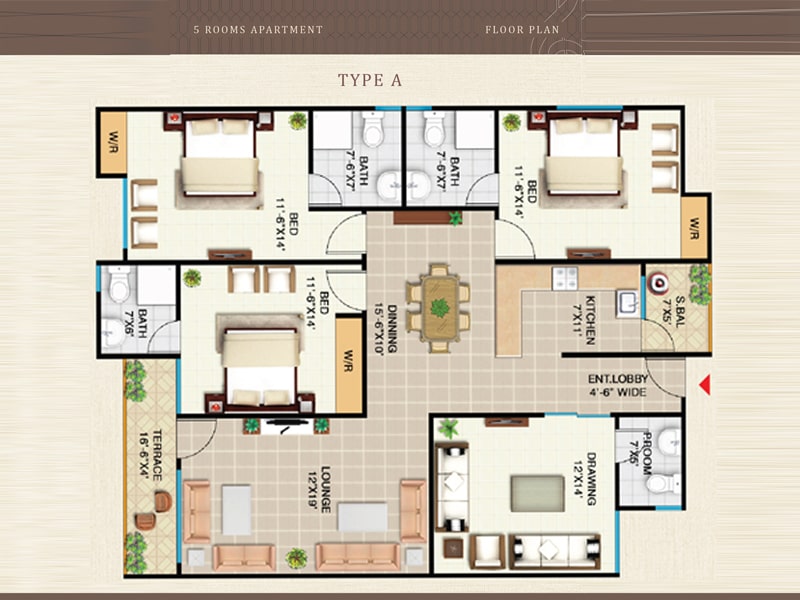 5 ROOMS APARTMENT
FLOOR PLAN
TYPE A
W/R
BED
11'-6"X14'
BATH
7'-6"X7'
BATH
7'-6"X7'
BED
11'-6"X14'
W/R
BATH
7'X6'
BED
11'-6"X14'
W/R
DINNING
15'-6"X10'
KITCHEN
7'X11'
S.BAL
7'X5'
ENT.LOBBY
4'-6" WIDE
TERRACE
16'-6"X4'
LOUNGE
12'X19'
DRAWING
12'X14'
P.ROOM
7'X5'